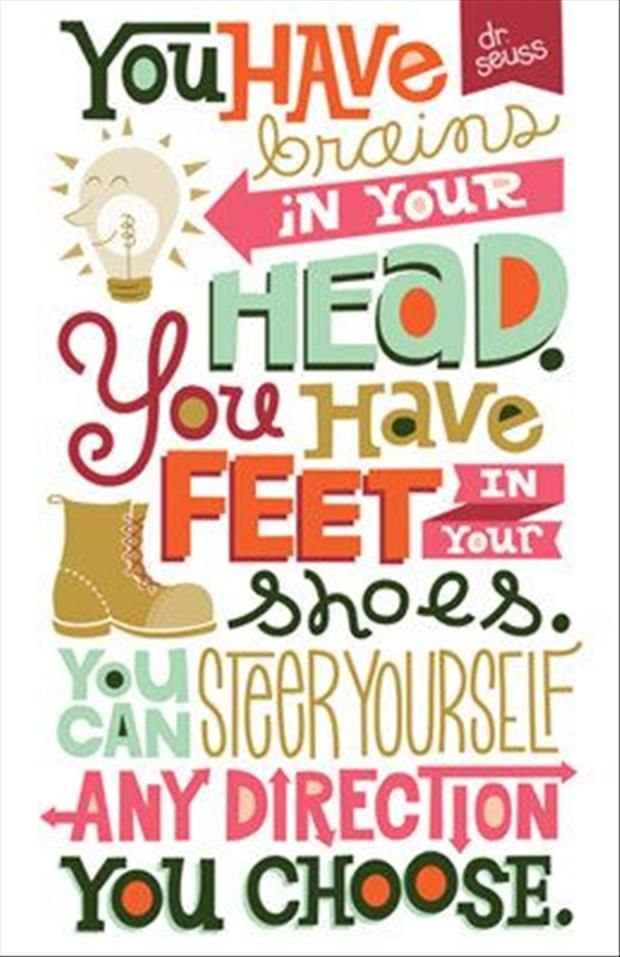 You HAVe
dr.
seuss
brains
iN YOUR
HEaD.
You Have
FEET
IN
Your
shoes.
YOU
CAN
STeeR YOURSELF
ANY DIRECTION
YOU CHOOSE.